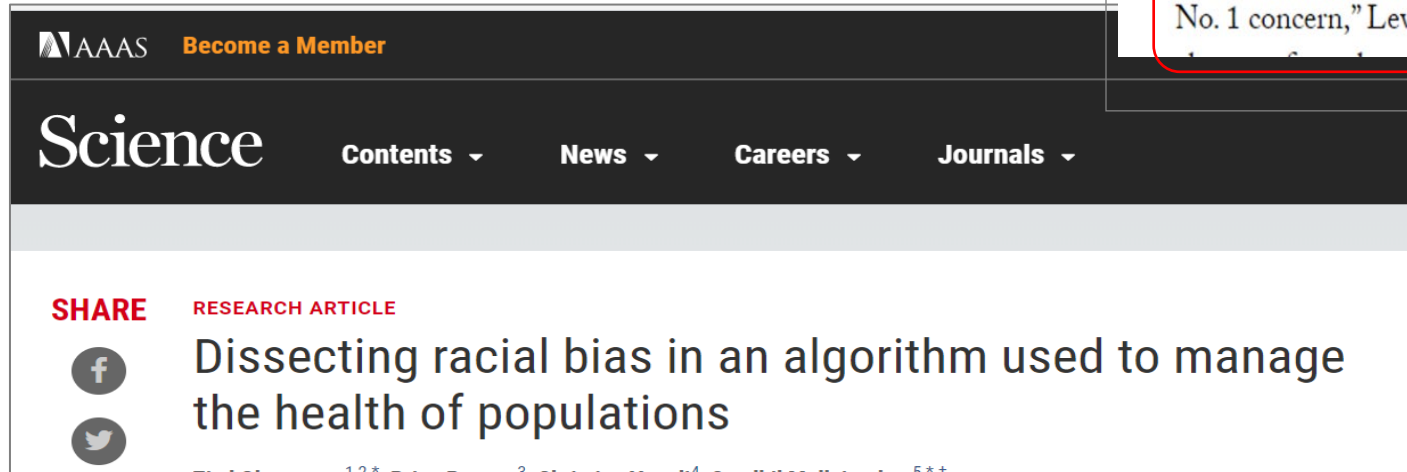 No. 1 concern,”
AAAS Become a Member
Science Contents News Careers Journals
SHARE RESEARCH ARTICLE
Dissecting racial bias in an algorithm used to manage
the health of populations